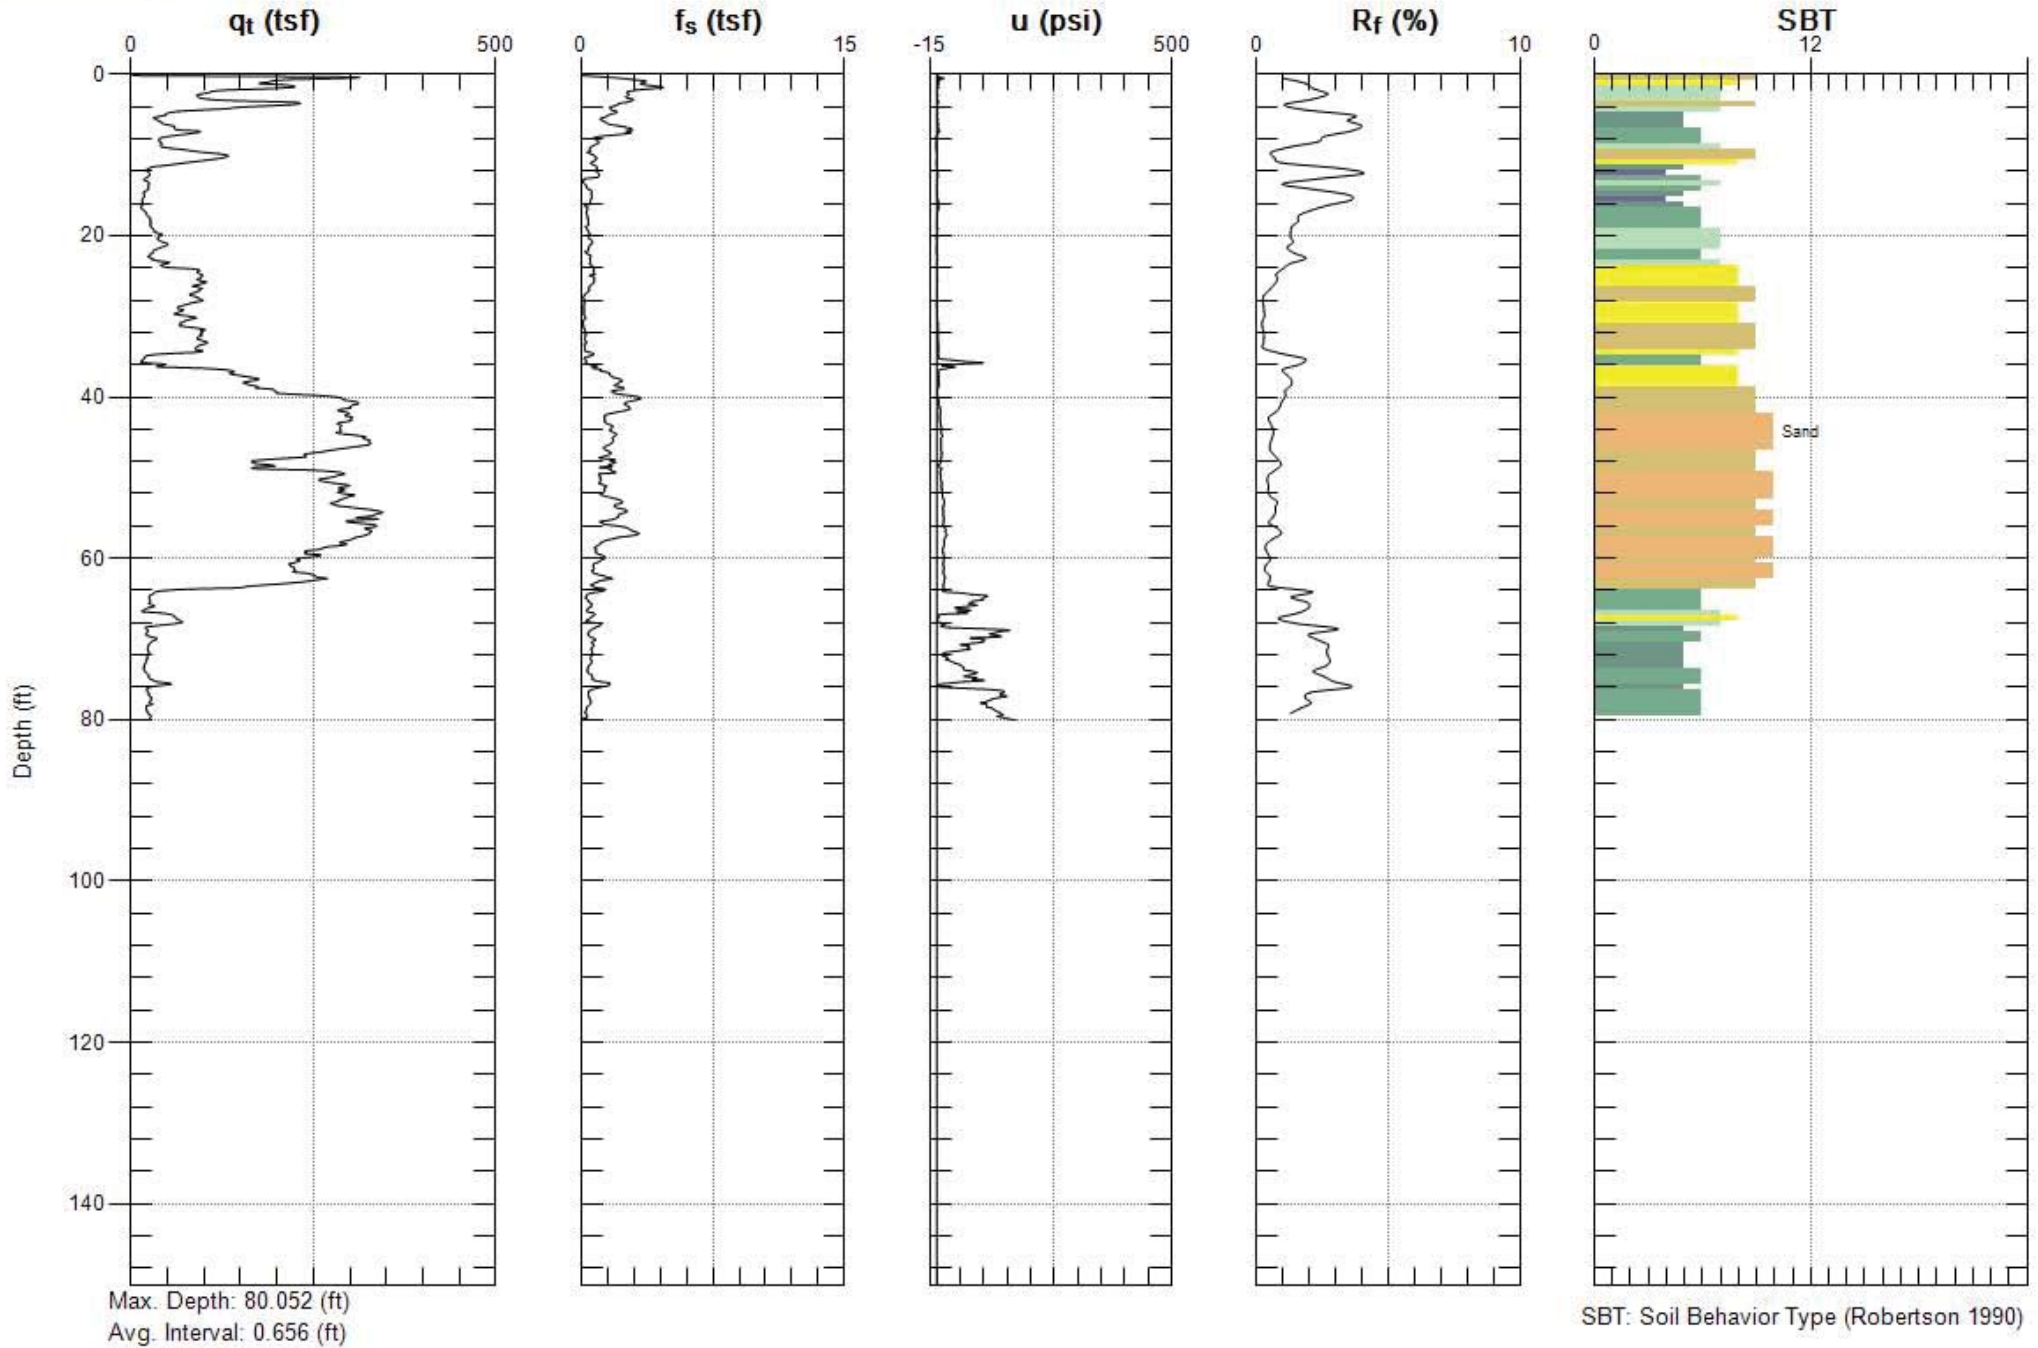 qt (tsf)
fs (tsf)
u (psi)
Rf (%)
SBT
0
500
0
15
-15
500
0
10
0
12
0
20
40
Sand
60
Depth (ft)
80
100
120
140
Max. Depth: 80.052 (ft)
Avg. Interval: 0.656 (ft)
SBT: Soil Behavior Type (Robertson 1990)